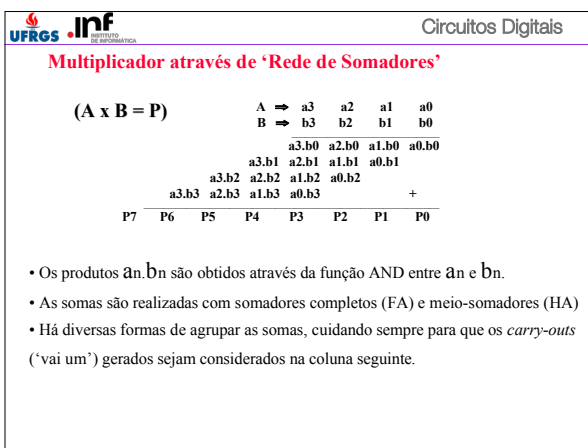 UFRGS .INF INSTITUTO DE INFORMÁTICA Circuitos Digitais
Multiplicador através de ‘Rede de Somadores’
(A x B = P)
A ⇒ a3 a2 a1 a0
B ⇒ b3 b2 b1 b0
a3.b0 a2.b0 a1.b0 a0.b0
a3.b1 a2.b1 a1.b1 a0.b1
a3.b2 a2.b2 a1.b2 a0.b2
a3.b3 a2.b3 a1.b3 a0.b3 +
P7 P6 P5 P4 P3 P2 P1 P0
• Os produtos an.bn são obtidos através da função AND entre an e bn.
• As somas são realizadas com somadores completos (FA) e meio-somadores (HA)
• Há diversas formas de agrupar as somas, cuidando sempre para que os carry-outs
(‘vai um’) gerados sejam considerados na coluna seguinte.